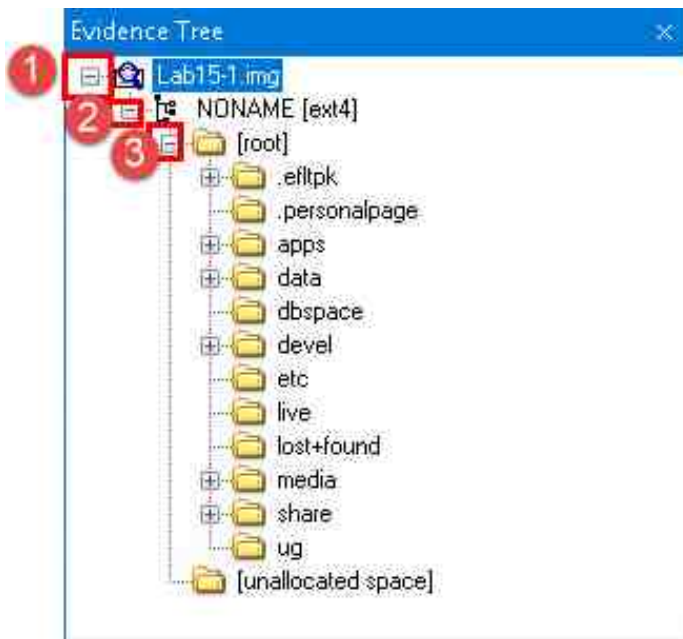 Evidence Tree
1 Lab15-1.img
2 NONAME [ext4]
3 [root]
.efltpk
.personalpage
apps
data
dbspace
devel
etc
live
lost+found
media
share
ug
[unallocated space]